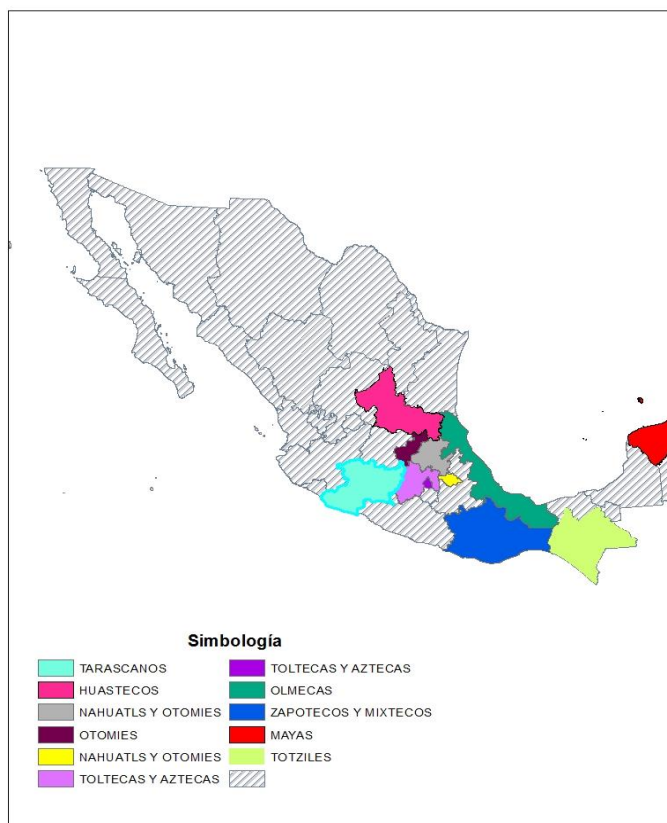 Simbología
TARASCANOS
HUASTECOS
NAHUATLS Y OTOMIES
OTOMIES
NAHUATLS Y OTOMIES
TOLTECAS Y AZTECAS
TOLTECAS Y AZTECAS
OLMECAS
ZAPOTECOS Y MIXTECOS
MAYAS
TOTZILES